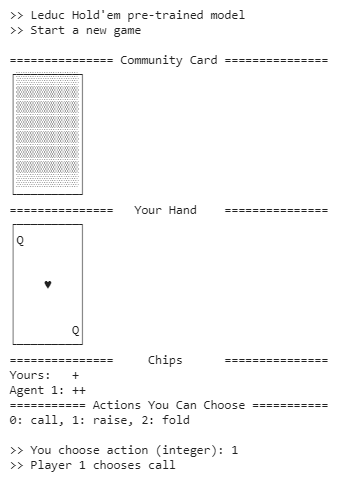 >> Leduc Hold'em pre-trained model
>> Start a new game
=============== Community Card ===============
===============   Your Hand    ===============
Q
♥
Q
===============     Chips      ===============
Yours:   +
Agent 1: ++
=========== Actions You Can Choose ===========
0: call, 1: raise, 2: fold
>> You choose action (integer): 1
>> Player 1 chooses call